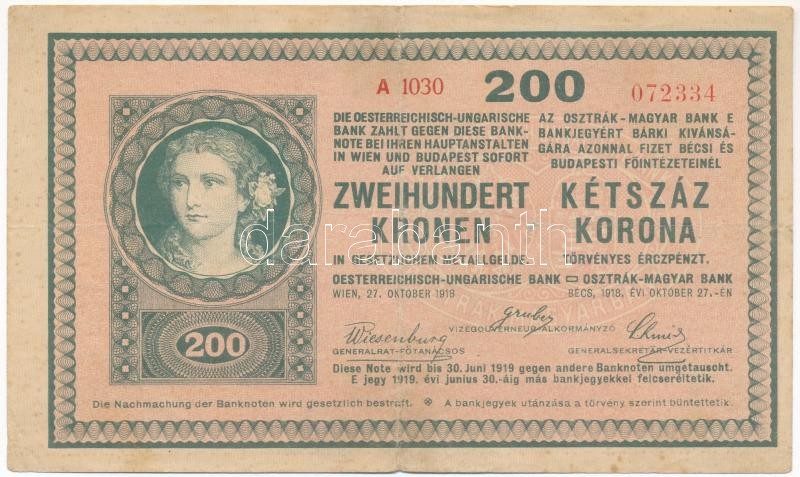 A 1030 200 072334
DIE OESTERREICHISCH-UNGARISCHE
BANK ZAHLT GEGEN DIESE BANK-
NOTE BEI IHREN HAUPTANSTALTEN
IN WIEN UND BUDAPEST SOFORT
AUF VERLANGEN
ZWEIHUNDERT
KRONEN
IN GESETZLICHEM METALLGELDE.
AZ OSZTRÁK-MAGYAR BANK E
BANKJEGYÉRT BÁRKI KIVÁNSÁ-
GÁRA AZONNAL FIZET BÉCSI ÉS
BUDAPESTI FŐINTÉZETEINÉL
KÉTSZÁZ
KORONA
TÖRVÉNYES ÉRCZPÉNZT.
OESTERREICHISCH-UNGARISCHE BANK OSZTRÁK-MAGYAR BANK
WIEN, 27. OKTOBER 1918 BÉCS, 1918. ÉVI OKTÓBER 27.-ÉN
Gruber
VIZEGOUVERNEUR-ALKORMÁNYZÓ
Wiesenburg
GENERALRAT-FŐTANÁCSOS
Schmid
GENERALSEKRETÄR-VEZÉRTITKÁR
200
Diese Note wird bis 30. Juni 1919 gegen andere Banknoten umgetauscht.
E jegy 1919. évi junius 30.-áig más bankjegyekkel felcseréltetik.
Die Nachmachung der Banknoten wird gesetzlich bestraft. A bankjegyek utánzása a törvény szerint büntettetik.
darabanth